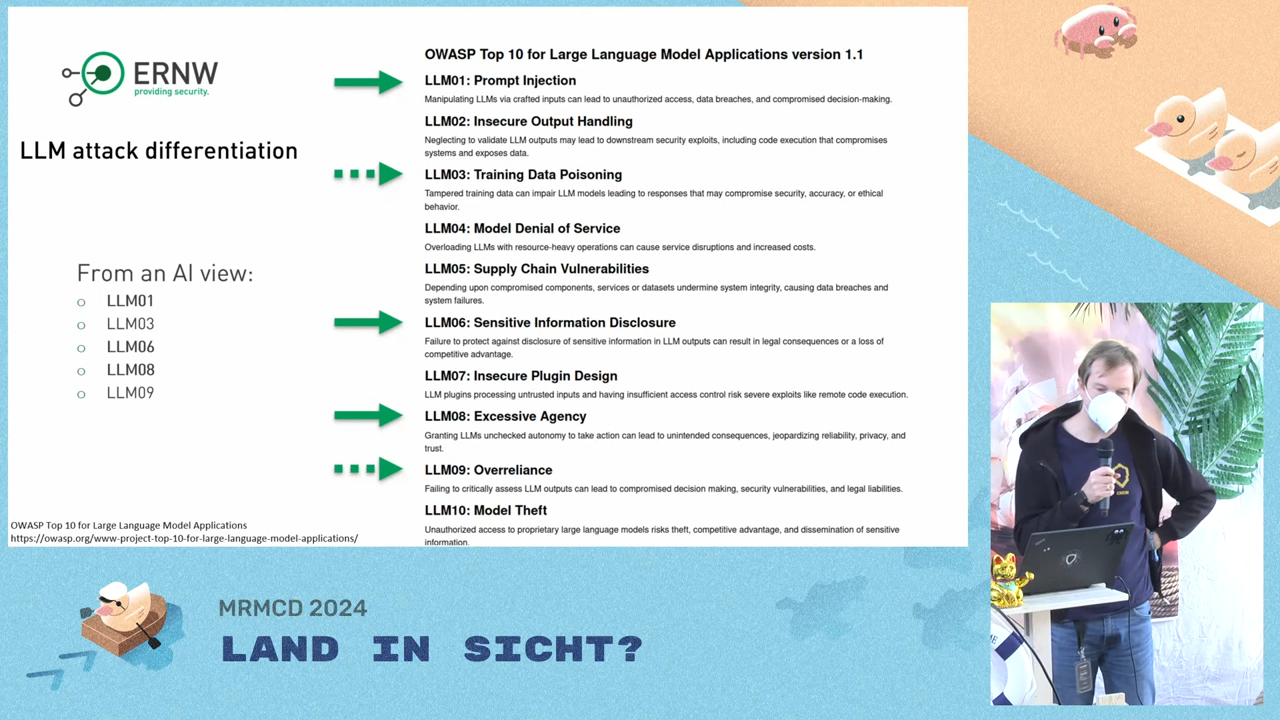 ERNW
providing security.
LLM attack differentiation
From an AI view:
LLM01
LLM03
LLM06
LLM08
LLM09
OWASP Top 10 for Large Language Model Applications
https://owasp.org/www-project-top-10-for-large-language-model-applications/
OWASP Top 10 for Large Language Model Applications version 1.1
LLM01: Prompt Injection
Manipulating LLMs via crafted inputs can lead to unauthorized access, data breaches, and compromised decision-making.
LLM02: Insecure Output Handling
Neglecting to validate LLM outputs may lead to downstream security exploits, including code execution that compromises
systems and exposes data.
LLM03: Training Data Poisoning
Tampered training data can impair LLM models leading to responses that may compromise security, accuracy, or ethical
behavior.
LLM04: Model Denial of Service
Overloading LLMs with resource-heavy operations can cause service disruptions and increased costs.
LLM05: Supply Chain Vulnerabilities
Depending upon compromised components, services or datasets undermine system integrity, causing data breaches and
system failures.
LLM06: Sensitive Information Disclosure
Failure to protect against disclosure of sensitive information in LLM outputs can result in legal consequences or a loss of
competitive advantage.
LLM07: Insecure Plugin Design
LLM plugins processing untrusted inputs and having insufficient access control risk severe exploits like remote code execution.
LLM08: Excessive Agency
Granting LLMs unchecked autonomy to take action can lead to unintended consequences, jeopardizing reliability, privacy, and
trust.
LLM09: Overreliance
Failing to critically assess LLM outputs can lead to compromised decision making, security vulnerabilities, and legal liabilities.
LLM10: Model Theft
Unauthorized access to proprietary large language models risks theft, competitive advantage, and dissemination of sensitive
information.
MRMCD 2024
LAND IN SICHT?